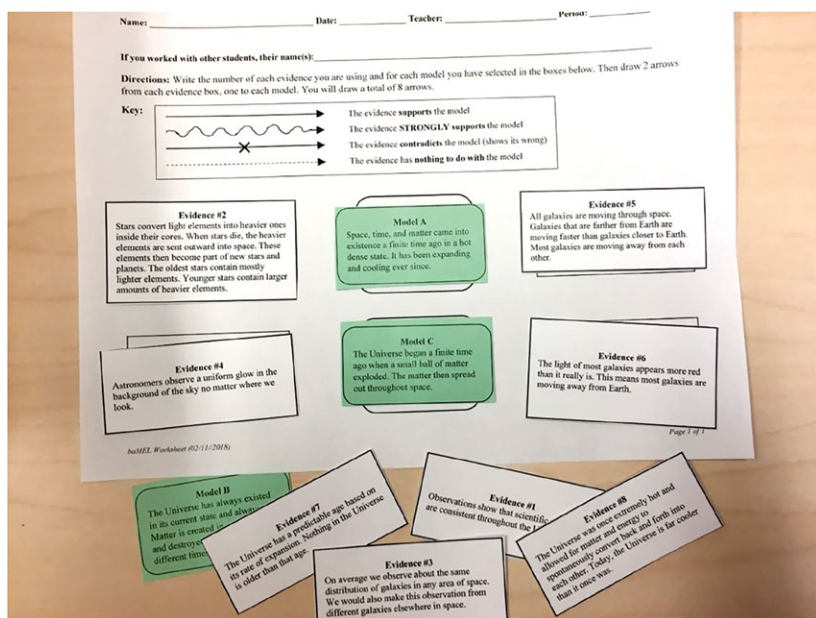 Name: Date: Teacher: Period:
If you worked with other students, their name(s):
Directions: Write the number of each evidence you are using and for each model you have selected in the boxes below. Then draw 2 arrows
from each evidence box, one to each model. You will draw a total of 8 arrows.
Key:
The evidence supports the model
The evidence STRONGLY supports the model
The evidence contradicts the model (shows its wrong)
The evidence has nothing to do with the model
Evidence #2
Stars convert light elements into heavier ones
inside their cores. When stars die, the heavier
elements are sent outward into space. These
elements then become part of new stars and
planets. The oldest stars contain mostly
lighter elements. Younger stars contain larger
amounts of heavier elements.
Model A
Space, time, and matter came into
existence a finite time ago in a hot
dense state. It has been expanding
and cooling ever since.
Evidence #5
All galaxies are moving through space.
Galaxies that are farther from Earth are
moving faster than galaxies closer to Earth.
Most galaxies are moving away from each
other.
Evidence #4
Astronomers observe a uniform glow in the
background of the sky no matter where we
look.
Model C
The Universe began a finite time
ago when a small ball of matter
exploded. The matter then spread
out throughout space.
Evidence #6
The light of most galaxies appears more red
than it really is. This means most galaxies are
moving away from Earth.
baMEL Worksheet (02/11/2018)
Page 1 of 1
Model B
The Universe has always existed
in its current state and
Matter is created
and destroyed
different
Evidence #7
The Universe has a predictable age based on
its rate of expansion. Nothing in the Universe
is older than that age.
Evidence #1
Observations show that scientific
are consistent throughout the
Evidence #8
The Universe was once extremely hot and
allowed for matter and energy to
spontaneously convert back and forth into
each other. Today, the Universe is far cooler
than it once was.
Evidence #3
On average we observe about the same
distribution of galaxies in any area of space.
We would also make this observation from
different galaxies elsewhere in space.